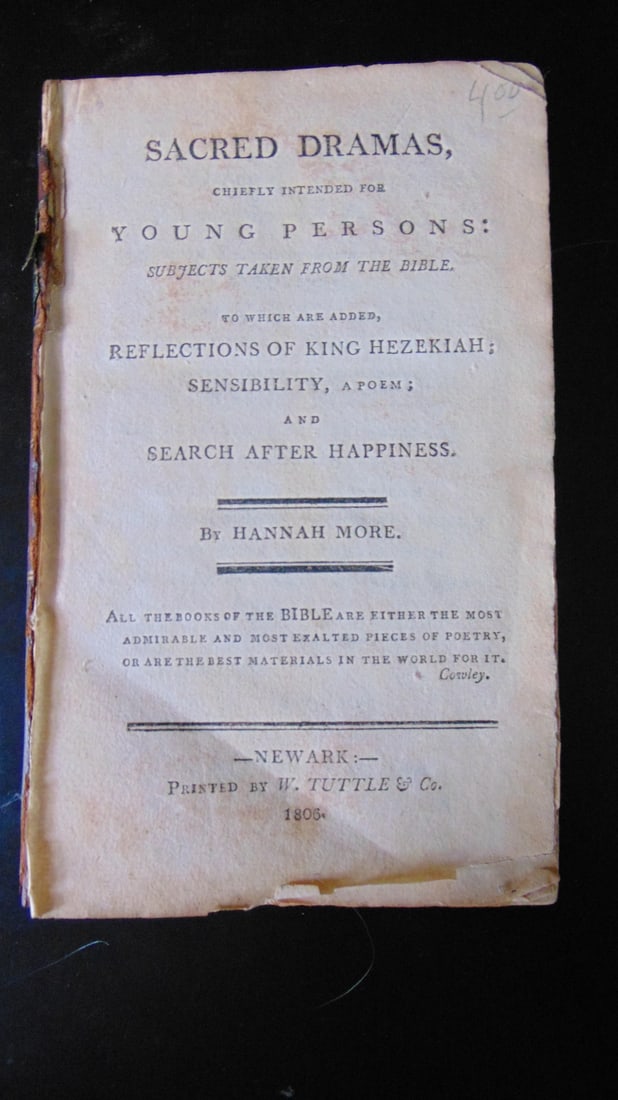 400
SACRED DRAMAS,
CHIEFLY INTENDED FOR
YOUNG PERSONS:
SUBJECTS TAKEN FROM THE BIBLE.
TO WHICH ARE ADDED,
REFLECTIONS OF KING HEZEKIAH;
SENSIBILITY, A POEM;
AND
SEARCH AFTER HAPPINESS.
By HANNAH MORE.
ALL THE BOOKS OF THE BIBLE ARE EITHER THE MOST
ADMIRABLE AND MOST EXALTED PIECES OF POETRY,
OR ARE THE BEST MATERIALS IN THE WORLD FOR IT.
Cowley.
—NEWARK:—
PRINTED BY W. TUTTLE & Co.
1806.